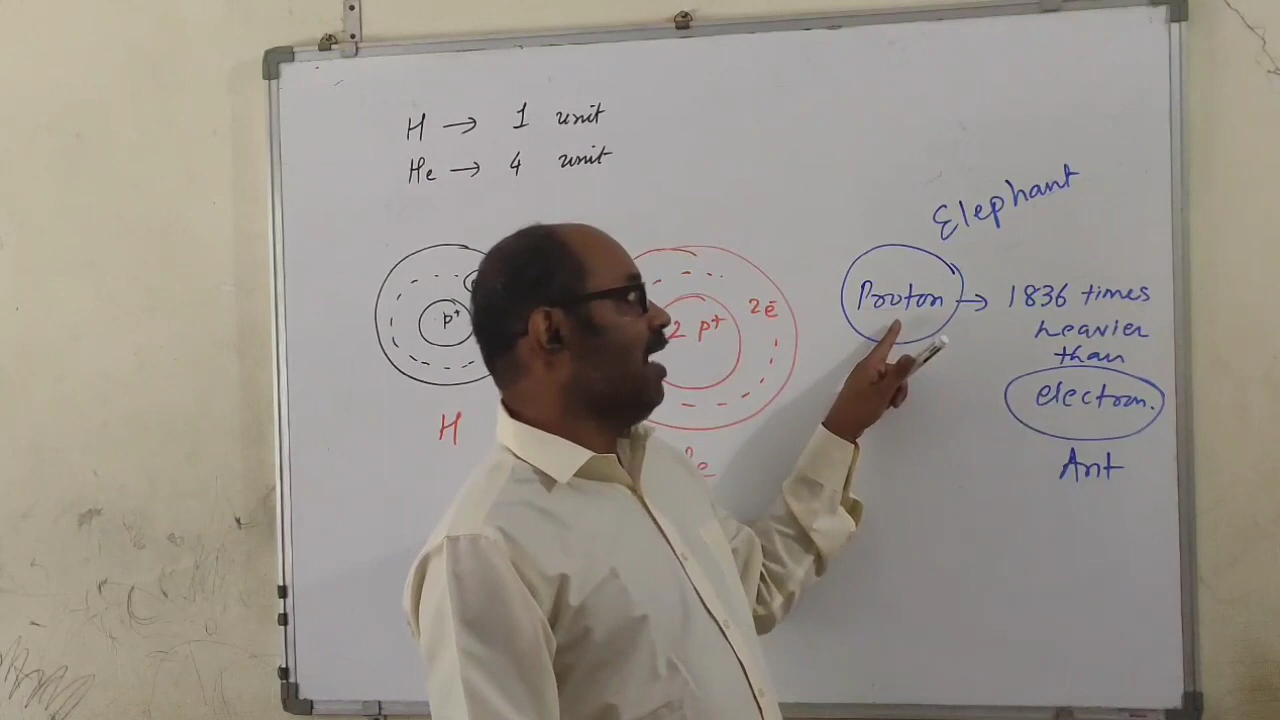 H → 1 unit
He → 4 unit
p+
H
2 p+
2e-
e
Elephant
Proton → 1836 times
heavier
than
electron.
Ant